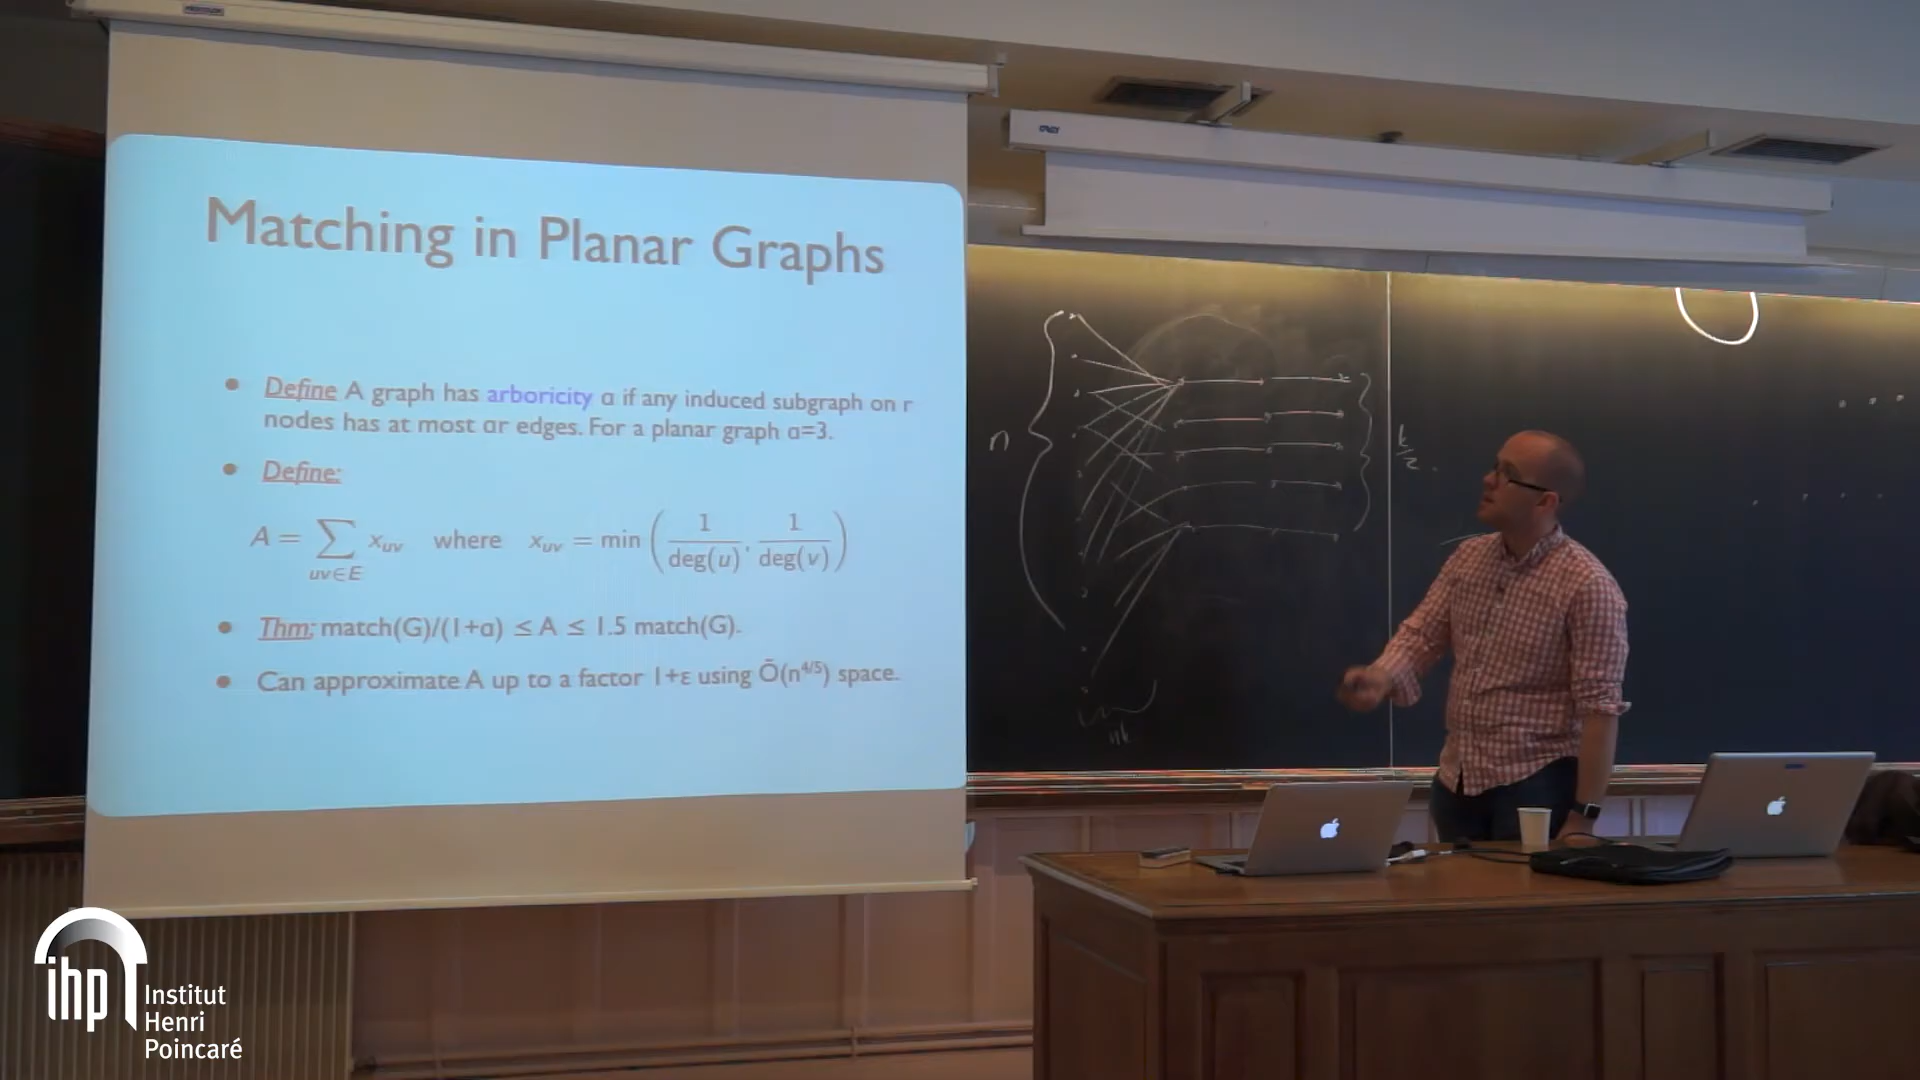 Matching in Planar Graphs
• Define A graph has arboricity α if any induced subgraph on r
nodes has at most αr edges. For a planar graph α=3.
• Define:
A = ∑ x_uv where x_uv = min ( 1/deg(u), 1/deg(v) )
uv∈E
• Thm: match(G)/(1+α) ≤ A ≤ 1.5 match(G).
• Can approximate A up to a factor 1+ε using Õ(n^4/5) space.
n
k/2
ihp
Institut
Henri
Poincaré